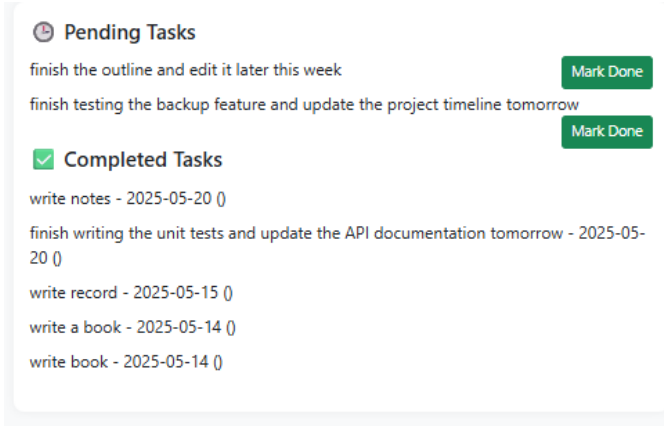 Pending Tasks
finish the outline and edit it later this week
Mark Done
finish testing the backup feature and update the project timeline tomorrow
Mark Done
Completed Tasks
write notes - 2025-05-20 ()
finish writing the unit tests and update the API documentation tomorrow - 2025-05-
20 ()
write record - 2025-05-15 ()
write a book - 2025-05-14 ()
write book - 2025-05-14 ()